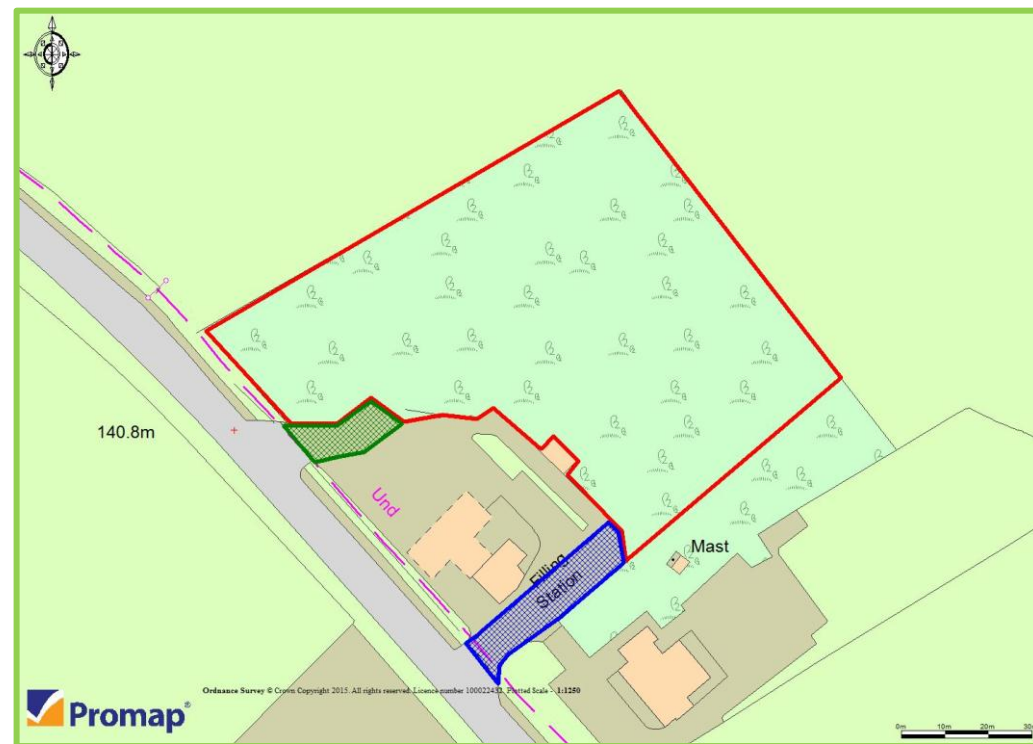 140.8m
Und
Filling
Station
Mast
Ordnance Survey © Crown Copyright 2015. All rights reserved. Licence number 100022432. Plotted Scale - 1:1250
Promap®
0m 10m 20m 30m